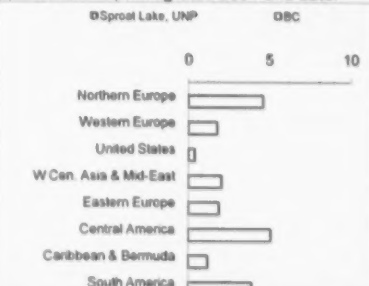 Sproat Lake, UNP BC
0 5 10
Northern Europe
Western Europe
United States
W Cen. Asia & Mid-East
Eastern Europe
Central America
Caribbean & Bermuda
South America